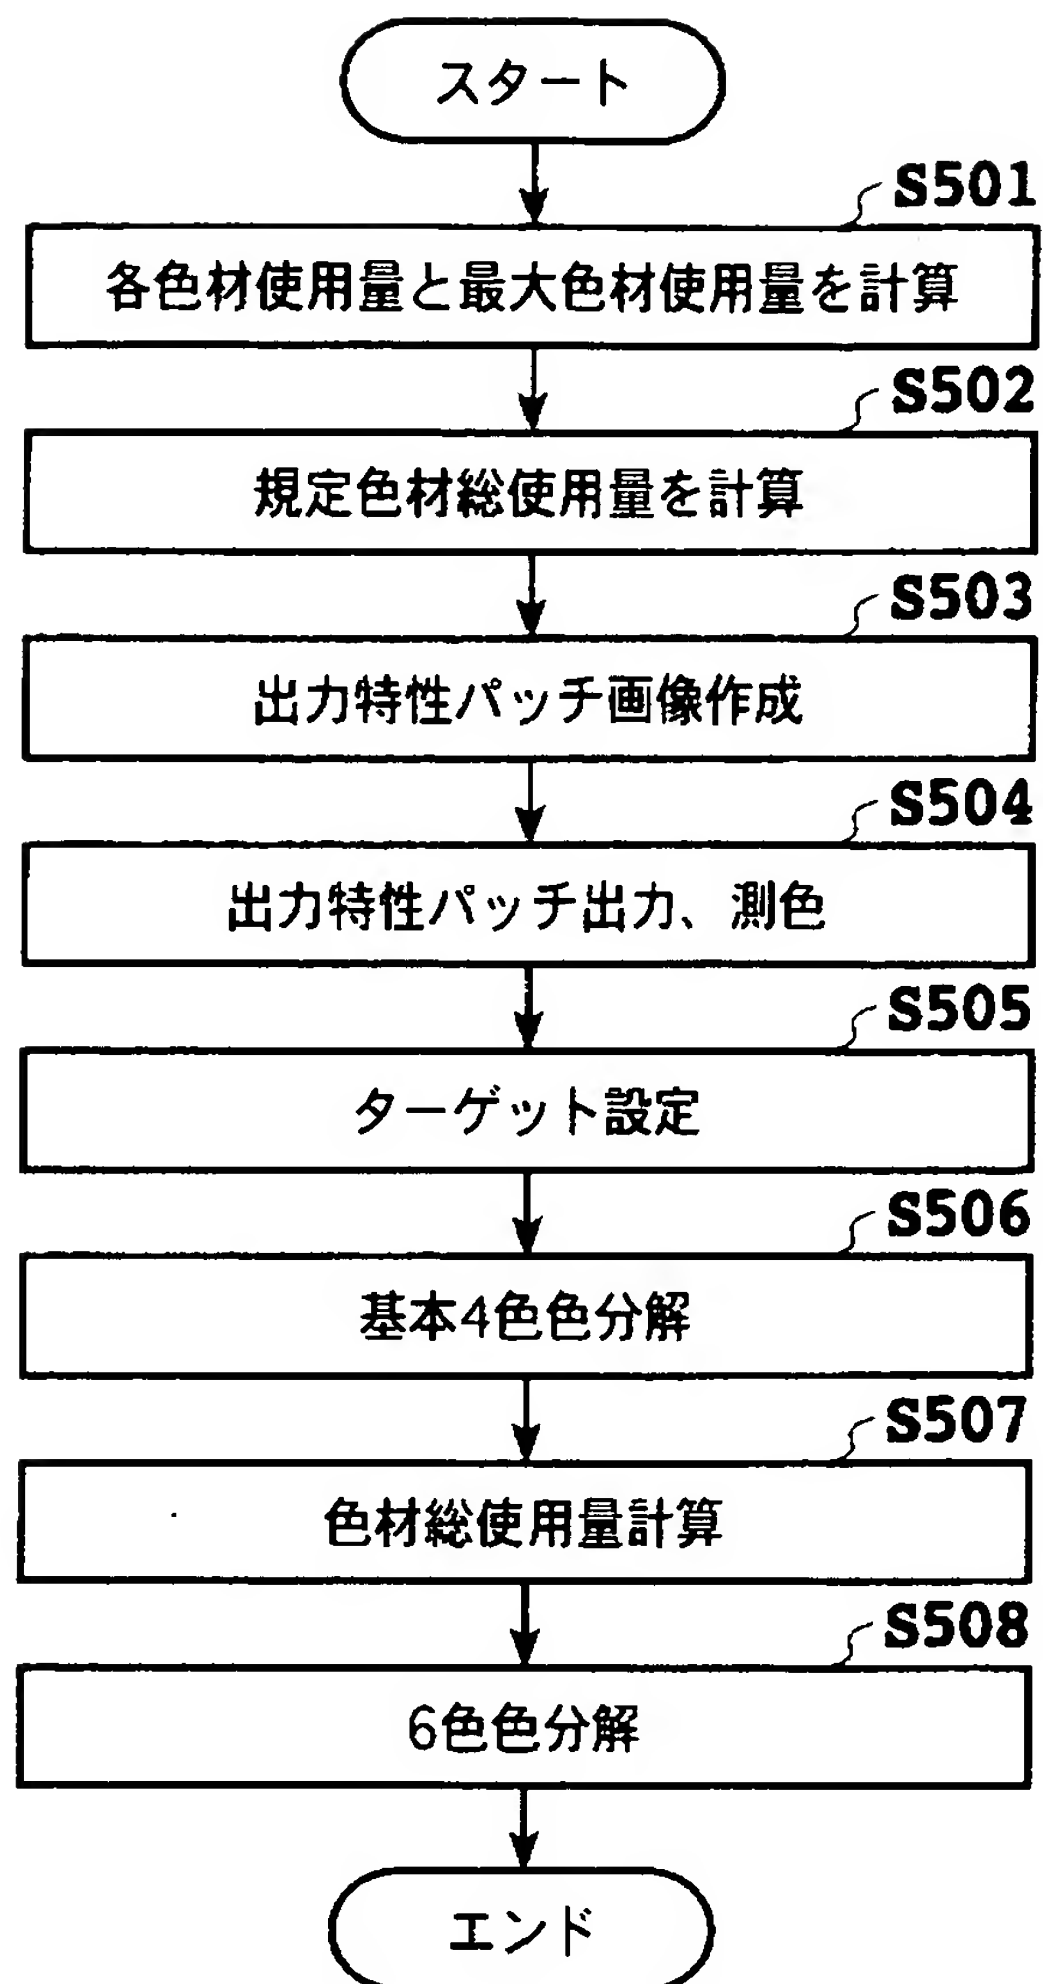 スタート
S501
各色材使用量と最大色材使用量を計算
S502
規定色材総使用量を計算
S503
出力特性パッチ画像作成
S504
出力特性パッチ出力、測色
S505
ターゲット設定
S506
基本4色色分解
S507
色材総使用量計算
S508
6色色分解
エンド